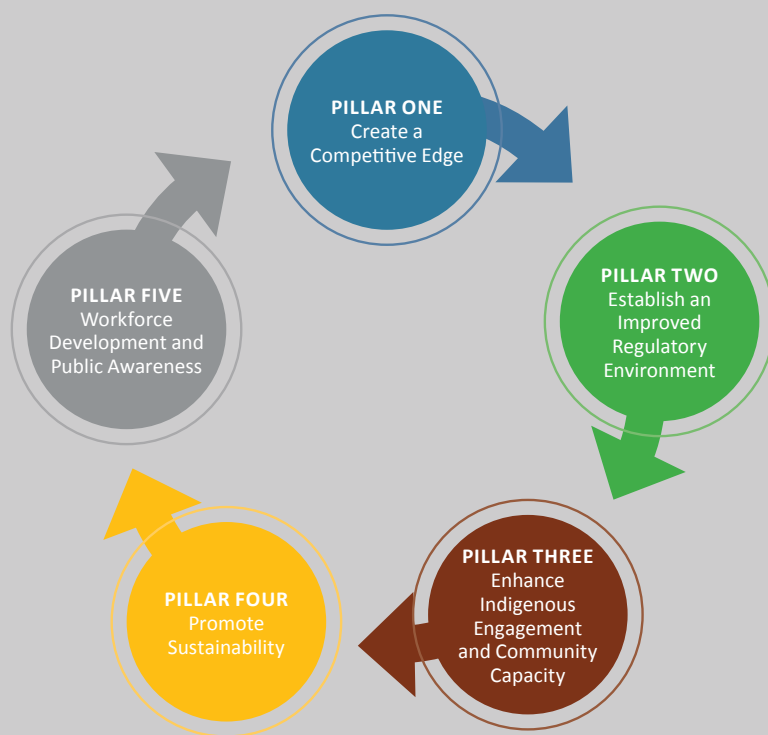 PILLAR ONE
Create a
Competitive Edge
PILLAR TWO
Establish an
Improved
Regulatory
Environment
PILLAR THREE
Enhance
Indigenous
Engagement
and Community
Capacity
PILLAR FOUR
Promote
Sustainability
PILLAR FIVE
Workforce
Development and
Public Awareness